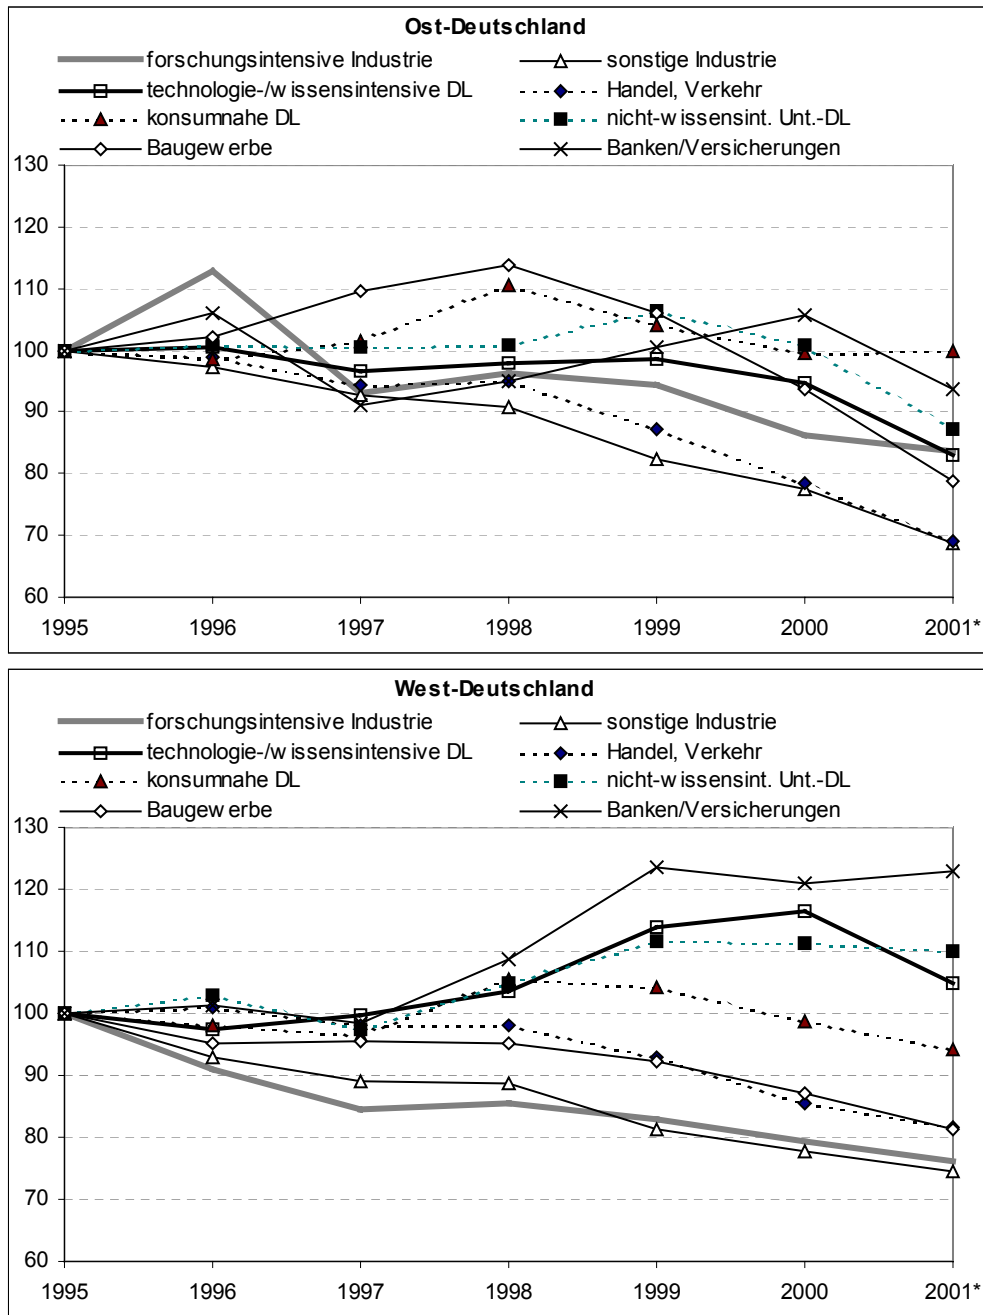 Ost-Deutschland
forschungsintensive Industrie sonstige Industrie
technologie-/wissensintensive DL Handel, Verkehr
konsumnahe DL nicht-wissensint. Unt.-DL
Baugewerbe Banken/Versicherungen
130
120
110
100
90
80
70
60
1995 1996 1997 1998 1999 2000 2001*
West-Deutschland
forschungsintensive Industrie sonstige Industrie
technologie-/wissensintensive DL Handel, Verkehr
konsumnahe DL nicht-wissensint. Unt.-DL
Baugewerbe Banken/Versicherungen
130
120
110
100
90
80
70
60
1995 1996 1997 1998 1999 2000 2001*